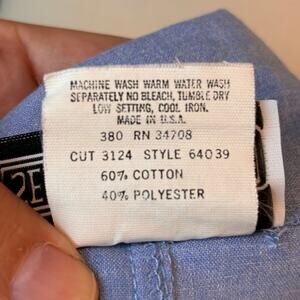 MACHINE WASH WARM WATER WASH
SEPARATELY NO BLEACH, TUMBLE DRY
LOW SETTING, COOL IRON.
MADE IN U.S.A.
380 RN 34708
CUT 3124 STYLE 64039
60% COTTON
40% POLYESTER